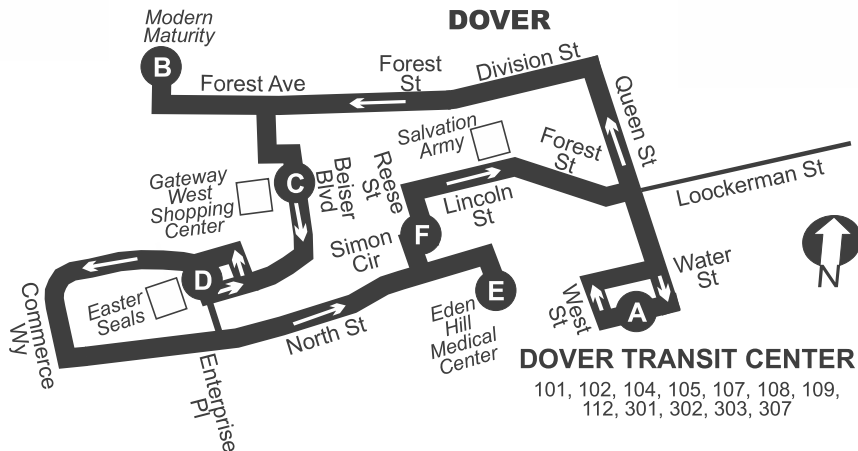 Modern
Maturity
DOVER
B
Forest Ave
Forest
St
Division St
Queen St
Salvation
Army
Forest
St
Loockerman St
Gateway
West
Shopping
Center
C
Beiser
Blvd
Reese
St
Lincoln
St
Simon
Cir
F
Water
St
N
D
Easter
Seals
Commerce
Wy
North St
Enterprise
Pl
E
Eden
Hill
Medical
Center
West
St
A
DOVER TRANSIT CENTER
101, 102, 104, 105, 107, 108, 109,
112, 301, 302, 303, 307